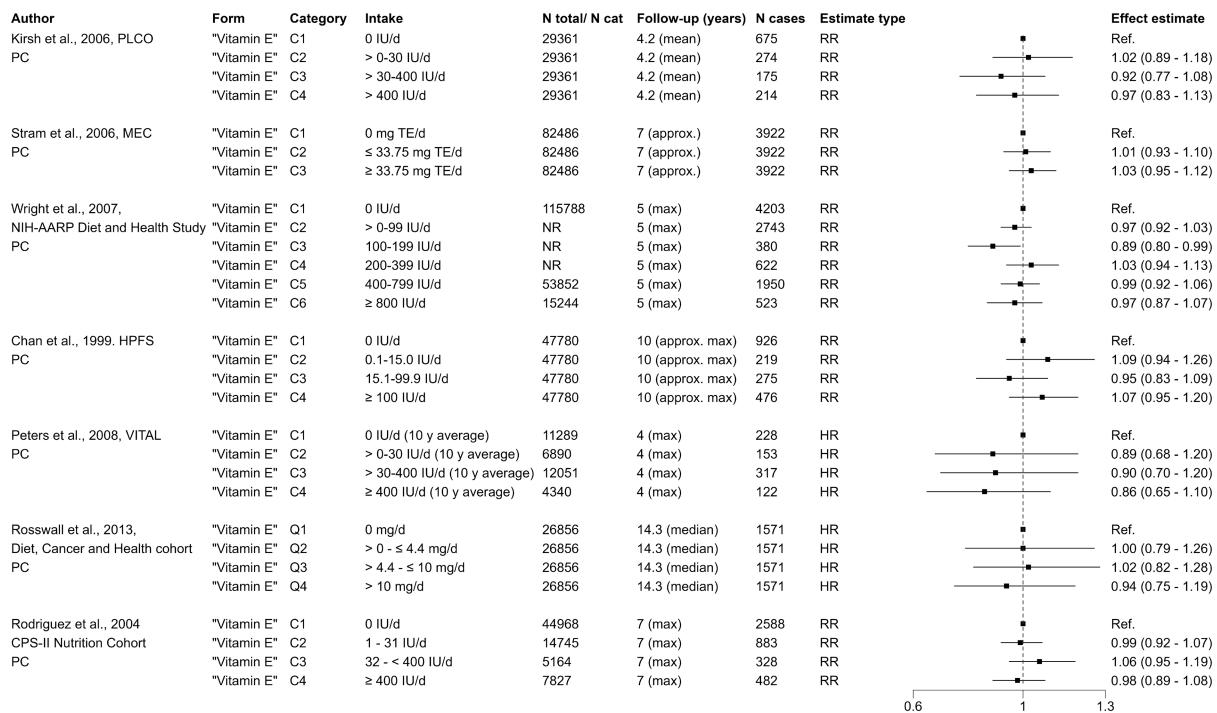 Author Form Category Intake N total/ N cat Follow-up (years) N cases Estimate type Effect estimate
Kirsh et al., 2006, PLCO "Vitamin E" C1 0 IU/d 29361 4.2 (mean) 675 RR Ref.
PC "Vitamin E" C2 > 0-30 IU/d 29361 4.2 (mean) 274 RR 1.02 (0.89 - 1.18)
"Vitamin E" C3 > 30-400 IU/d 29361 4.2 (mean) 175 RR 0.92 (0.77 - 1.08)
"Vitamin E" C4 > 400 IU/d 29361 4.2 (mean) 214 RR 0.97 (0.83 - 1.13)
Stram et al., 2006, MEC "Vitamin E" C1 0 mg TE/d 82486 7 (approx.) 3922 RR Ref.
PC "Vitamin E" C2 ≤ 33.75 mg TE/d 82486 7 (approx.) 3922 RR 1.01 (0.93 - 1.10)
"Vitamin E" C3 ≥ 33.75 mg TE/d 82486 7 (approx.) 3922 RR 1.03 (0.95 - 1.12)
Wright et al., 2007, "Vitamin E" C1 0 IU/d 115788 5 (max) 4203 RR Ref.
NIH-AARP Diet and Health Study "Vitamin E" C2 > 0-99 IU/d NR 5 (max) 2743 RR 0.97 (0.92 - 1.03)
PC "Vitamin E" C3 100-199 IU/d NR 5 (max) 380 RR 0.89 (0.80 - 0.99)
"Vitamin E" C4 200-399 IU/d NR 5 (max) 622 RR 1.03 (0.94 - 1.13)
"Vitamin E" C5 400-799 IU/d 53852 5 (max) 1950 RR 0.99 (0.92 - 1.06)
"Vitamin E" C6 ≥ 800 IU/d 15244 5 (max) 523 RR 0.97 (0.87 - 1.07)
Chan et al., 1999. HPFS "Vitamin E" C1 0 IU/d 47780 10 (approx. max) 926 RR Ref.
PC "Vitamin E" C2 0.1-15.0 IU/d 47780 10 (approx. max) 219 RR 1.09 (0.94 - 1.26)
"Vitamin E" C3 15.1-99.9 IU/d 47780 10 (approx. max) 275 RR 0.95 (0.83 - 1.09)
"Vitamin E" C4 ≥ 100 IU/d 47780 10 (approx. max) 476 RR 1.07 (0.95 - 1.20)
Peters et al., 2008, VITAL "Vitamin E" C1 0 IU/d (10 y average) 11289 4 (max) 228 HR Ref.
PC "Vitamin E" C2 > 0-30 IU/d (10 y average) 6890 4 (max) 153 HR 0.89 (0.68 - 1.20)
"Vitamin E" C3 > 30-400 IU/d (10 y average) 12051 4 (max) 317 HR 0.90 (0.70 - 1.20)
"Vitamin E" C4 ≥ 400 IU/d (10 y average) 4340 4 (max) 122 HR 0.86 (0.65 - 1.10)
Rosswall et al., 2013, "Vitamin E" Q1 0 mg/d 26856 14.3 (median) 1571 HR Ref.
Diet, Cancer and Health cohort "Vitamin E" Q2 > 0 - ≤ 4.4 mg/d 26856 14.3 (median) 1571 HR 1.00 (0.79 - 1.26)
PC "Vitamin E" Q3 > 4.4 - ≤ 10 mg/d 26856 14.3 (median) 1571 HR 1.02 (0.82 - 1.28)
"Vitamin E" Q4 > 10 mg/d 26856 14.3 (median) 1571 HR 0.94 (0.75 - 1.19)
Rodriguez et al., 2004 "Vitamin E" C1 0 IU/d 44968 7 (max) 2588 RR Ref.
CPS-II Nutrition Cohort "Vitamin E" C2 1 - 31 IU/d 14745 7 (max) 883 RR 0.99 (0.92 - 1.07)
PC "Vitamin E" C3 32 - < 400 IU/d 5164 7 (max) 328 RR 1.06 (0.95 - 1.19)
"Vitamin E" C4 ≥ 400 IU/d 7827 7 (max) 482 RR 0.98 (0.89 - 1.08)
0.6 1 1.3